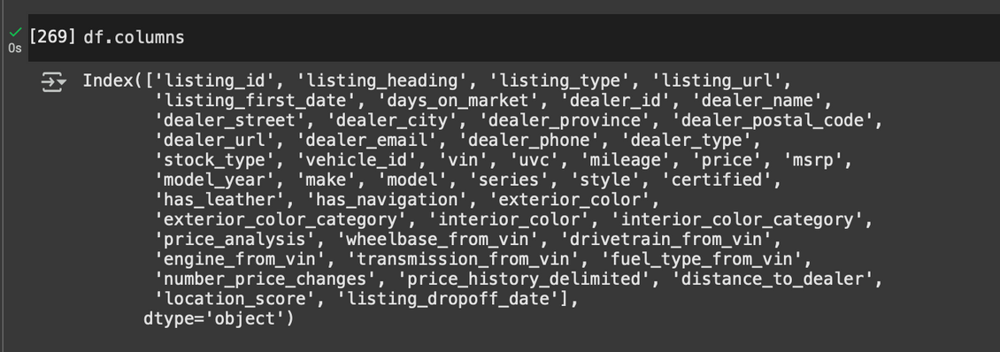 [269] df.columns
0s
Index(['listing_id', 'listing_heading', 'listing_type', 'listing_url',
'listing_first_date', 'days_on_market', 'dealer_id', 'dealer_name',
'dealer_street', 'dealer_city', 'dealer_province', 'dealer_postal_code',
'dealer_url', 'dealer_email', 'dealer_phone', 'dealer_type',
'stock_type', 'vehicle_id', 'vin', 'uvc', 'mileage', 'price', 'msrp',
'model_year', 'make', 'model', 'series', 'style', 'certified',
'has_leather', 'has_navigation', 'exterior_color',
'exterior_color_category', 'interior_color', 'interior_color_category',
'price_analysis', 'wheelbase_from_vin', 'drivetrain_from_vin',
'engine_from_vin', 'transmission_from_vin', 'fuel_type_from_vin',
'number_price_changes', 'price_history_delimited', 'distance_to_dealer',
'location_score', 'listing_dropoff_date'],
dtype='object')